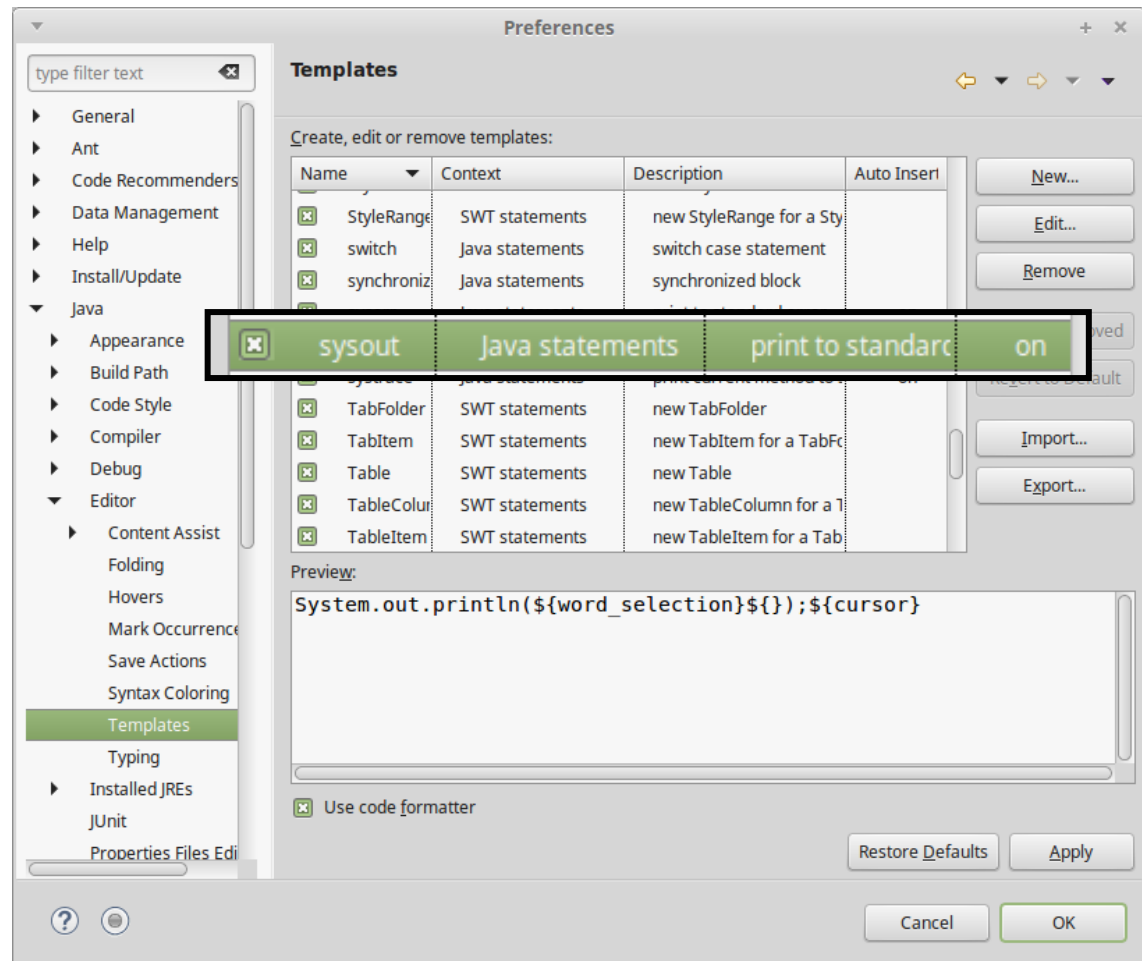 Preferences
type filter text
Templates
General
Ant
Code Recommenders
Data Management
Help
Install/Update
Java
Appearance
Build Path
Code Style
Compiler
Debug
Editor
Content Assist
Folding
Hovers
Mark Occurrence
Save Actions
Syntax Coloring
Templates
Typing
Installed JREs
JUnit
Properties Files Edi
Create, edit or remove templates:
Name Context Description Auto Insert
StyleRange SWT statements new StyleRange for a Sty
switch Java statements switch case statement
synchroniz Java statements synchronized block
sysout Java statements print to standard on
TabFolder SWT statements new TabFolder
TabItem SWT statements new TabItem for a TabFo
Table SWT statements new Table
TableColur SWT statements new TableColumn for a T
TableItem SWT statements new TableItem for a Tab
New...
Edit...
Remove
Revert to Default
Import...
Export...
Preview:
System.out.println(${word_selection}${});${cursor}
Use code formatter
Restore Defaults Apply
Cancel OK